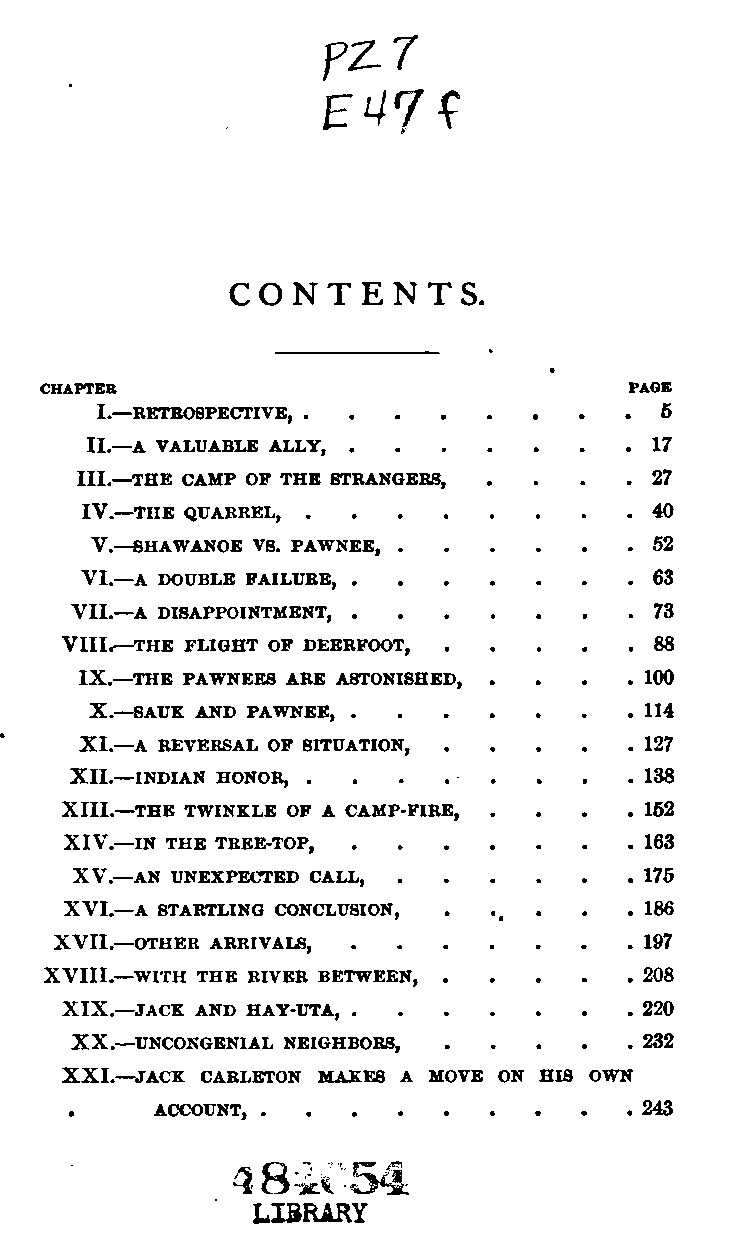 PZ7
E47f
CONTENTS.
CHAPTER PAGE
I.—RETROSPECTIVE, . . . . . . . . 5
II.—A VALUABLE ALLY, . . . . . . . 17
III.—THE CAMP OF THE STRANGERS, . . . . 27
IV.—THE QUARREL, . . . . . . . . 40
V.—SHAWANOE VS. PAWNEE, . . . . . . 52
VI.—A DOUBLE FAILURE, . . . . . . . 63
VII.—A DISAPPOINTMENT, . . . . . . . 73
VIII.—THE FLIGHT OF DEERFOOT, . . . . . 88
IX.—THE PAWNEES ARE ASTONISHED, . . . . 100
X.—SAUK AND PAWNEE, . . . . . . . 114
XI.—A REVERSAL OF SITUATION, . . . . . 127
XII.—INDIAN HONOR, . . . . . . . . 138
XIII.—THE TWINKLE OF A CAMP-FIRE, . . . . 152
XIV.—IN THE TREE-TOP, . . . . . . . 163
XV.—AN UNEXPECTED CALL, . . . . . . 175
XVI.—A STARTLING CONCLUSION, . . . . . 186
XVII.—OTHER ARRIVALS, . . . . . . . 197
XVIII.—WITH THE RIVER BETWEEN, . . . . . 208
XIX.—JACK AND HAY-UTA, . . . . . . . 220
XX.—UNCONGENIAL NEIGHBORS, . . . . . 232
XXI.—JACK CARLETON MAKES A MOVE ON HIS OWN
ACCOUNT, . . . . . . . . . 243
LIBRARY